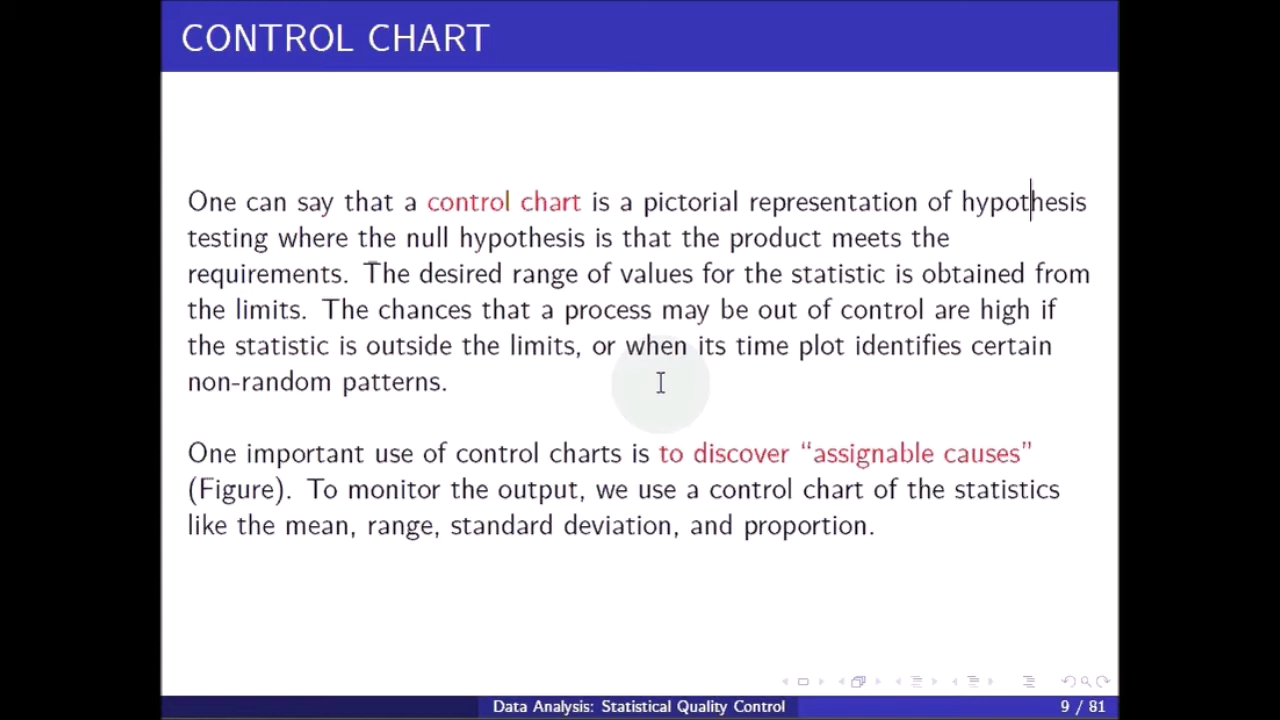 CONTROL CHART
One can say that a control chart is a pictorial representation of hypothesis
testing where the null hypothesis is that the product meets the
requirements. The desired range of values for the statistic is obtained from
the limits. The chances that a process may be out of control are high if
the statistic is outside the limits, or when its time plot identifies certain
non-random patterns.
One important use of control charts is to discover “assignable causes”
(Figure). To monitor the output, we use a control chart of the statistics
like the mean, range, standard deviation, and proportion.
Data Analysis: Statistical Quality Control 9 / 81